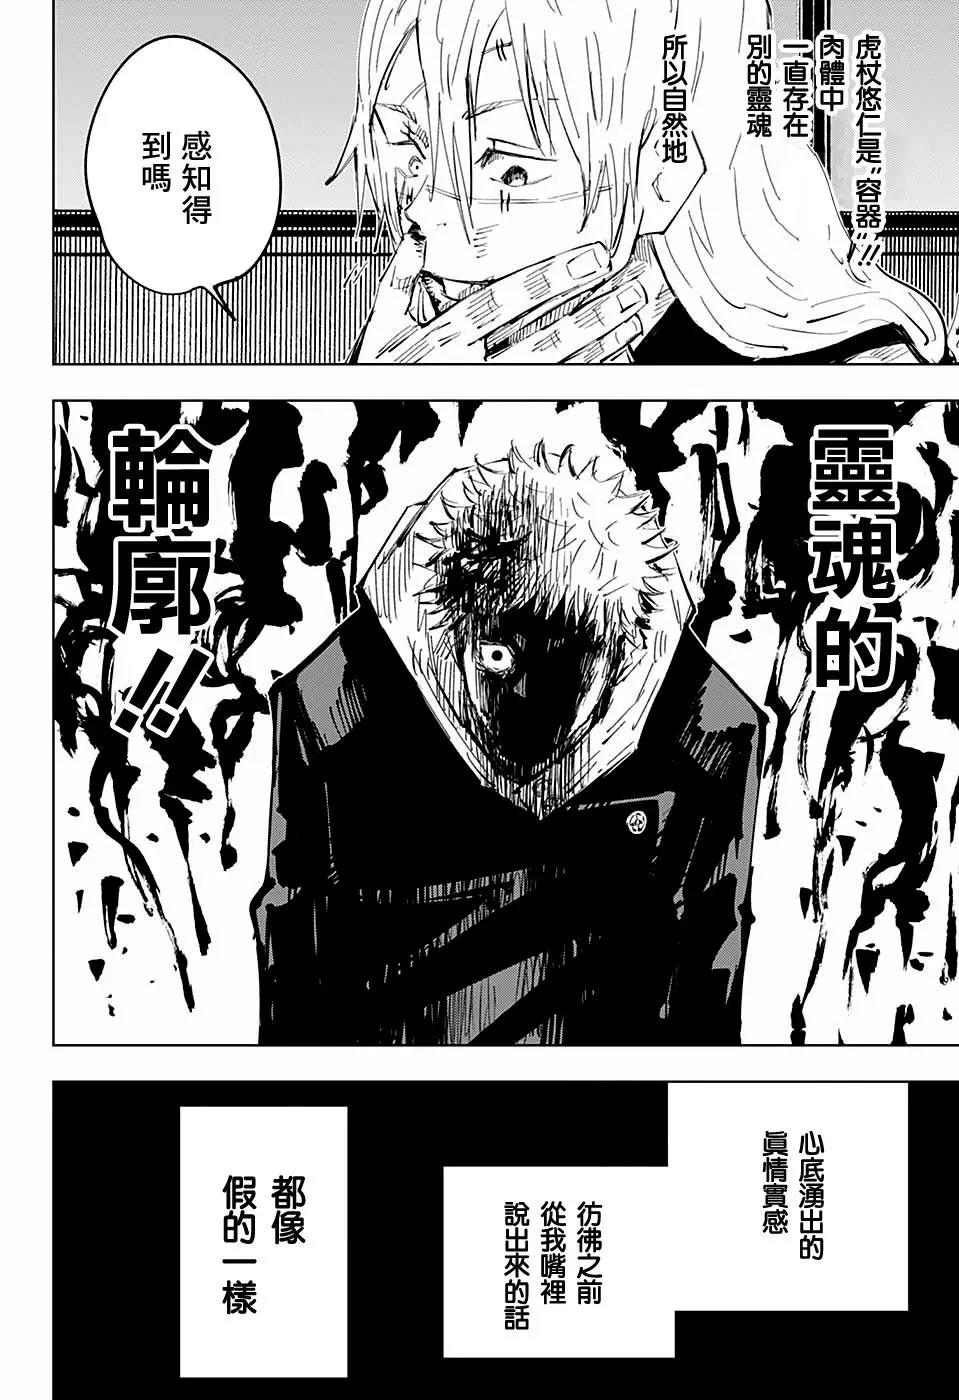 虎杖悠仁是“容器”!!
肉體中
一直存在
別的靈魂
所以自然地
感知得
到嗎
靈魂的
輪廓!!
心底湧出的
眞情實感
彷彿之前
從我嘴裡
說出來的話
都像
假的一樣